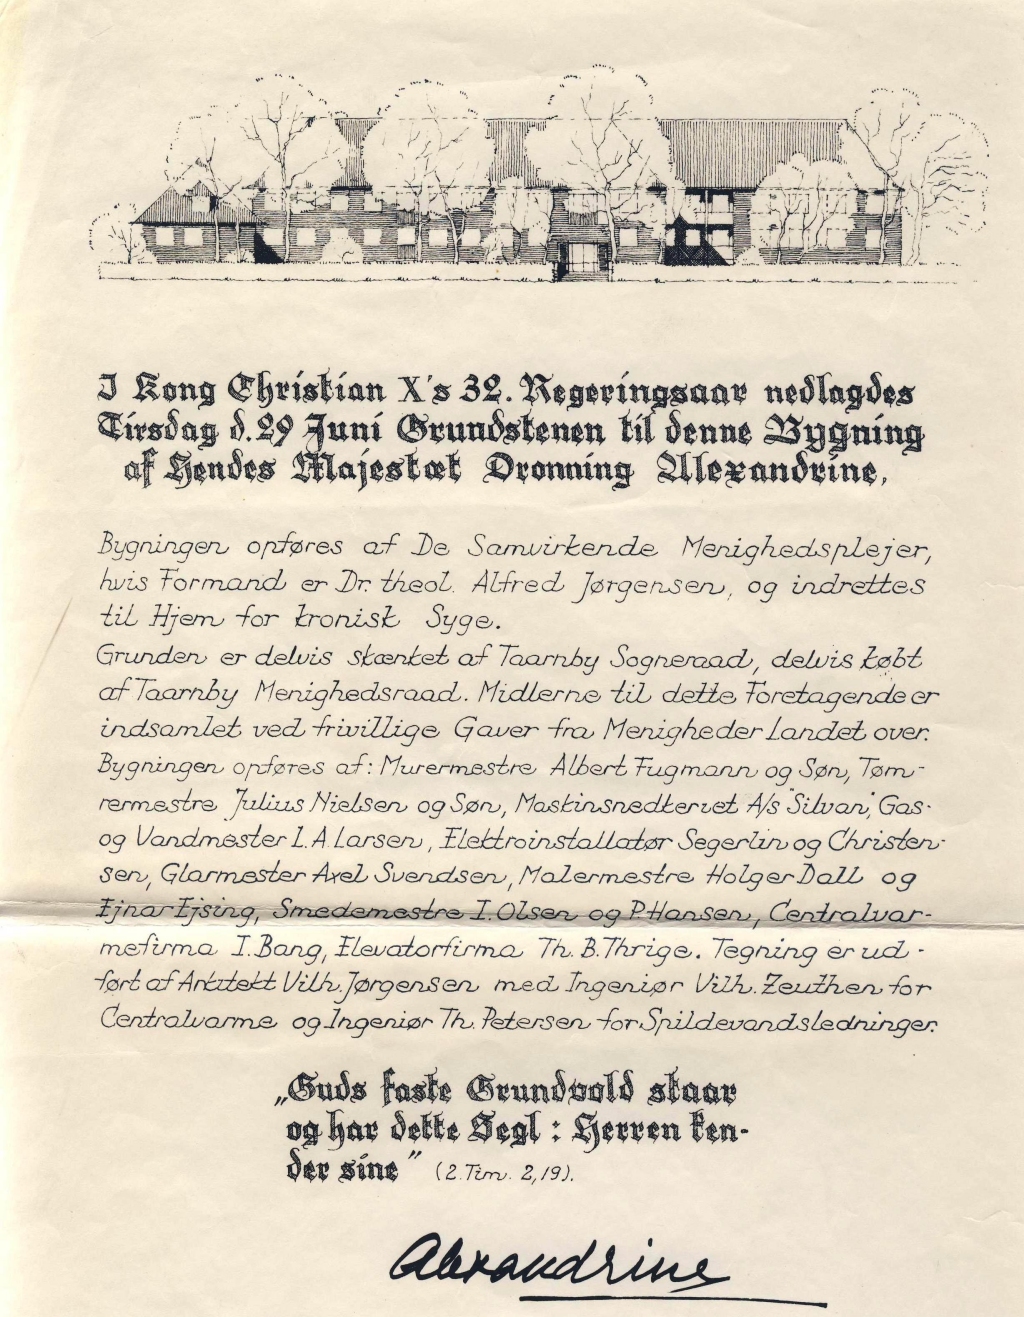 I Kong Christian X's 32. Regeringsaar nedlagdes
Tirsdag d. 29 Juni Grundstenen til denne Bygning
af Hendes Majestæt Dronning Alexandrine,
Bygningen opføres af De Samvirkende Menighedsplejer,
hvis Formand er Dr. theol. Alfred Jørgensen, og indrettes
til Hjem for kronisk Syge.
Grunden er delvis skænket af Taarnby Sogneraad, delvis købt
af Taarnby Menighedsraad. Midlerne til dette Foretagende er
indsamlet ved frivillige Gaver fra Menigheder Landet over.
Bygningen opføres af: Murermestre Albert Fugmann og Søn, Tøm-
rermestre Julius Nielsen og Søn, Maskinsnedkeriet A/s "Silvan", Gas-
og Vandmester L. A. Larsen, Elektroinstallatør Segerlin og Christen-
sen, Glarmester Axel Svendsen, Malermestre Holger Dall og
Ejnar Ejsing, Smedemestre I. Olsen og P. Hansen, Centralvar-
mefirma I. Bang, Elevatorfirma Th. B. Thrige. Tegning er ud-
ført af Arkitekt Vilh. Jørgensen med Ingeniør Vilh. Zeuthen for
Centralvarme og Ingeniør Th. Petersen for Spildevandsledninger.
„Guds faste Grundvold staar
og har dette Segl: Herren ken-
der sine” (2. Tim. 2,19).
Alexandrine